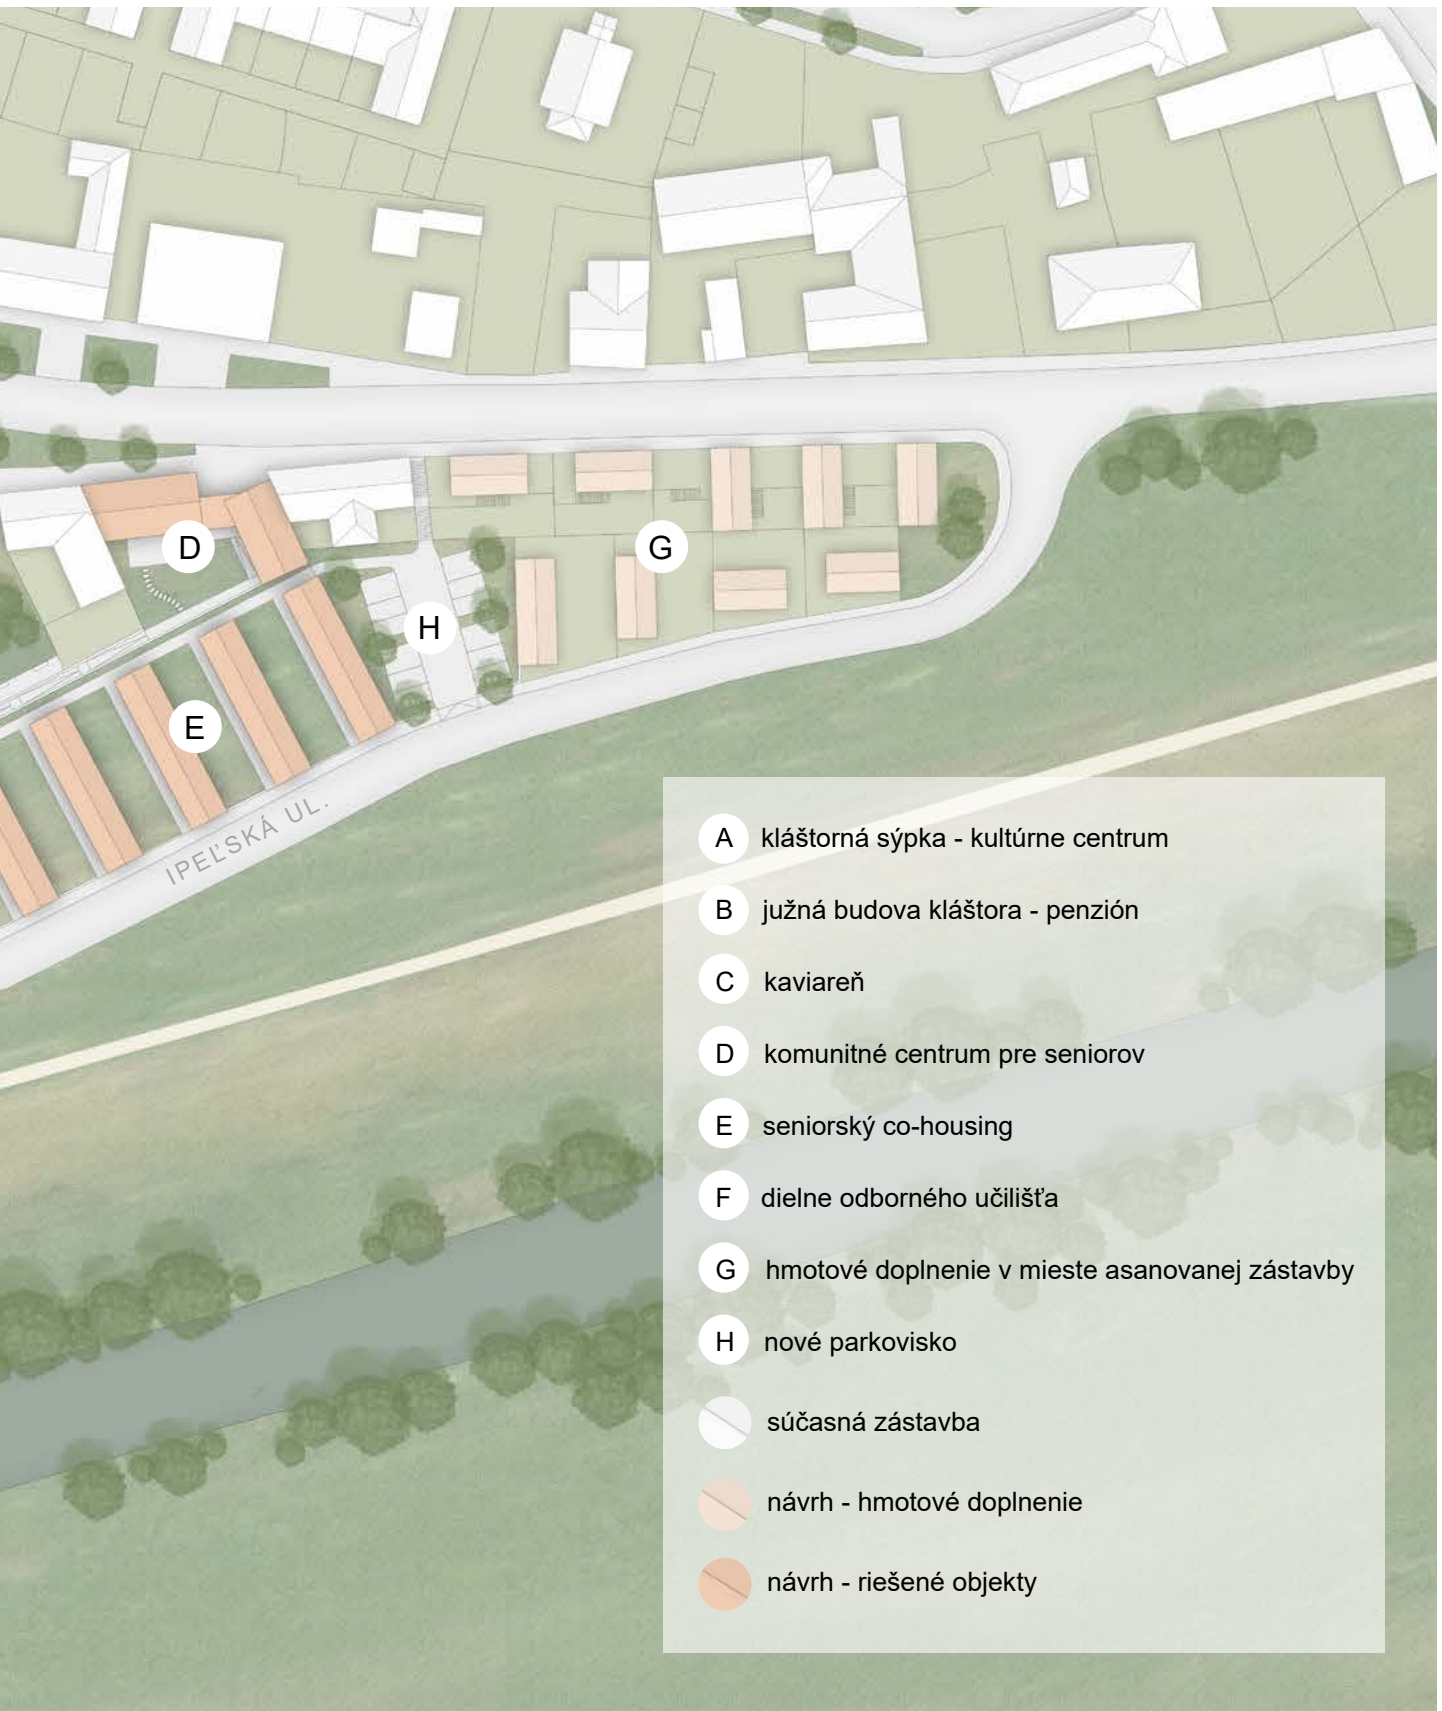 D
G
H
E
IPEĽSKÁ UL.
A kláštorná sýpka - kultúrne centrum
B južná budova kláštora - penzión
C kaviareň
D komunitné centrum pre seniorov
E seniorský co-housing
F dielne odborného učilišťa
G hmotové doplnenie v mieste asanovanej zástavby
H nové parkovisko
súčasná zástavba
návrh - hmotové doplnenie
návrh - riešené objekty